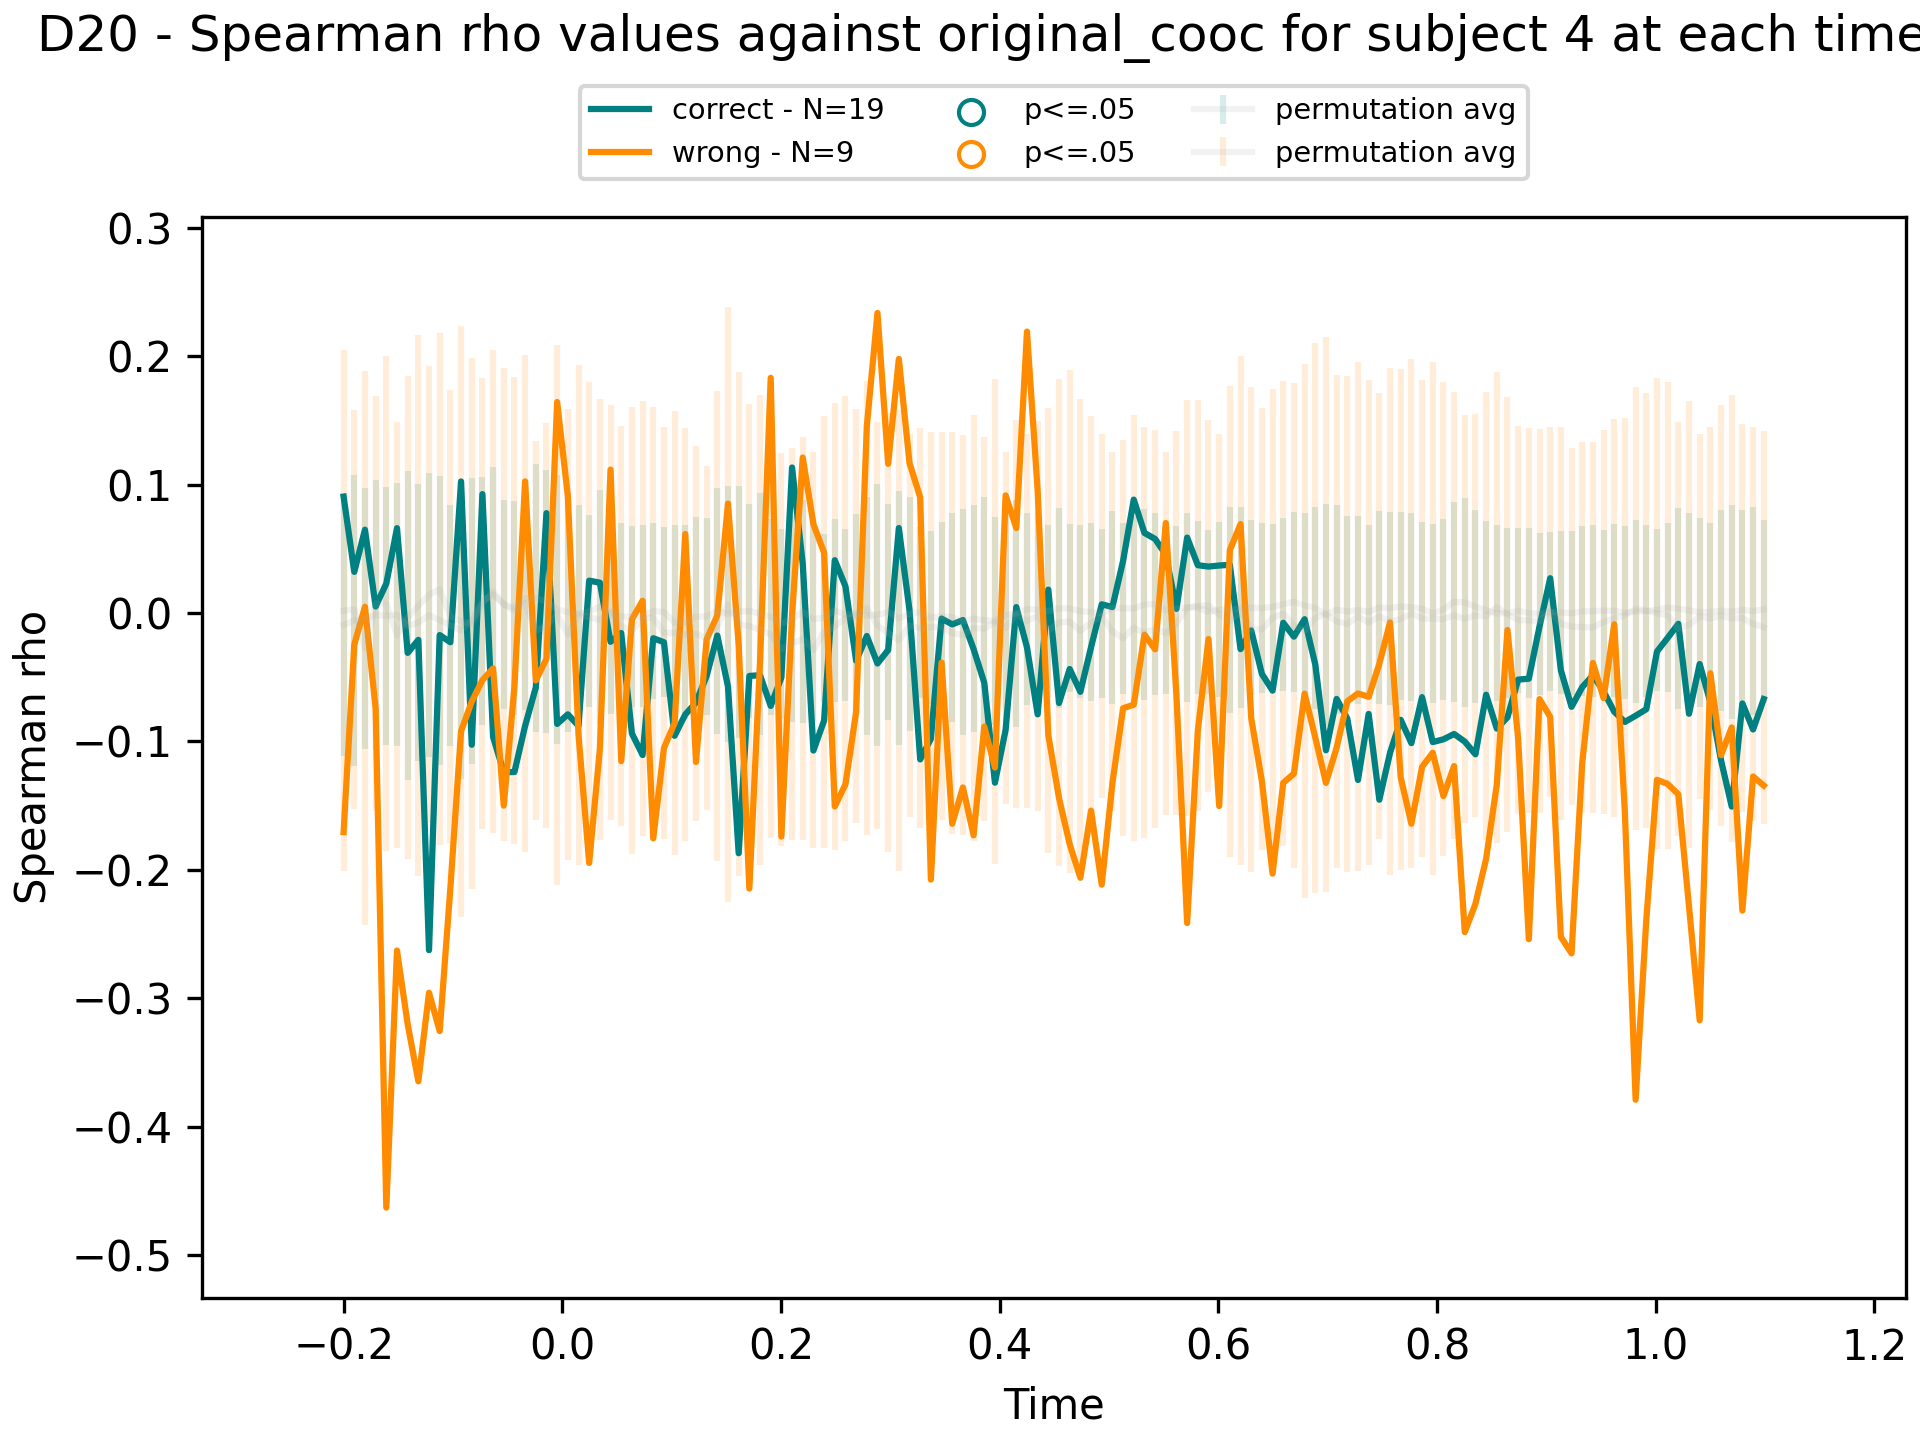 D20 - Spearman rho values against original_cooc for subject 4 at each time
correct - N=19
wrong - N=9
p<=.05
p<=.05
permutation avg
permutation avg
0.3
0.2
0.1
0.0
−0.1
−0.2
−0.3
−0.4
−0.5
Spearman rho
−0.2 0.0 0.2 0.4 0.6 0.8 1.0 1.2
Time